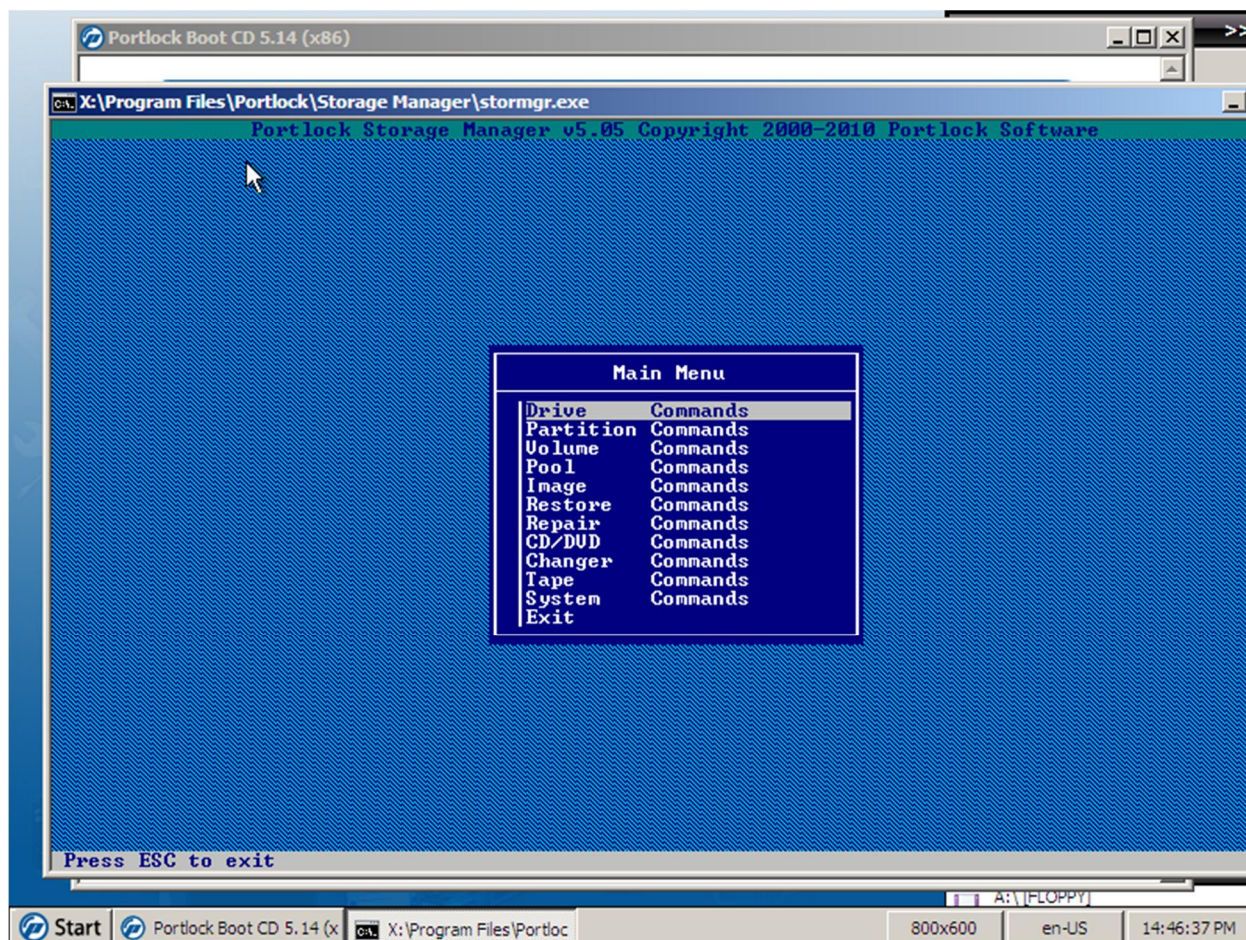 Portlock Boot CD 5.14 (x86)
>>
X:\Program Files\Portlock\Storage Manager\stormgr.exe
Portlock Storage Manager v5.05 Copyright 2000-2010 Portlock Software
Main Menu
Drive Commands
Partition Commands
Volume Commands
Pool Commands
Image Commands
Restore Commands
Repair Commands
CD/DVD Commands
Changer Commands
Tape Commands
System Commands
Exit
Press ESC to exit
A:\ [FLOPPY]
Start Portlock Boot CD 5.14 (x X:\Program Files\Portloc 800x600 en-US 14:46:37 PM